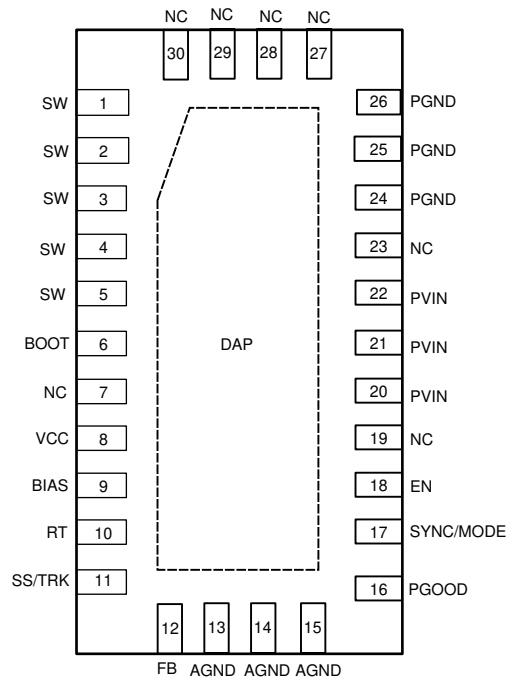 NC NC NC NC
30 29 28 27
SW 1 26 PGND
SW 2 25 PGND
SW 3 24 PGND
SW 4 23 NC
SW 5 22 PVIN
BOOT 6 DAP 21 PVIN
NC 7 20 PVIN
VCC 8 19 NC
BIAS 9 18 EN
RT 10 17 SYNC/MODE
SS/TRK 11 16 PGOOD
12 13 14 15
FB AGND AGND AGND